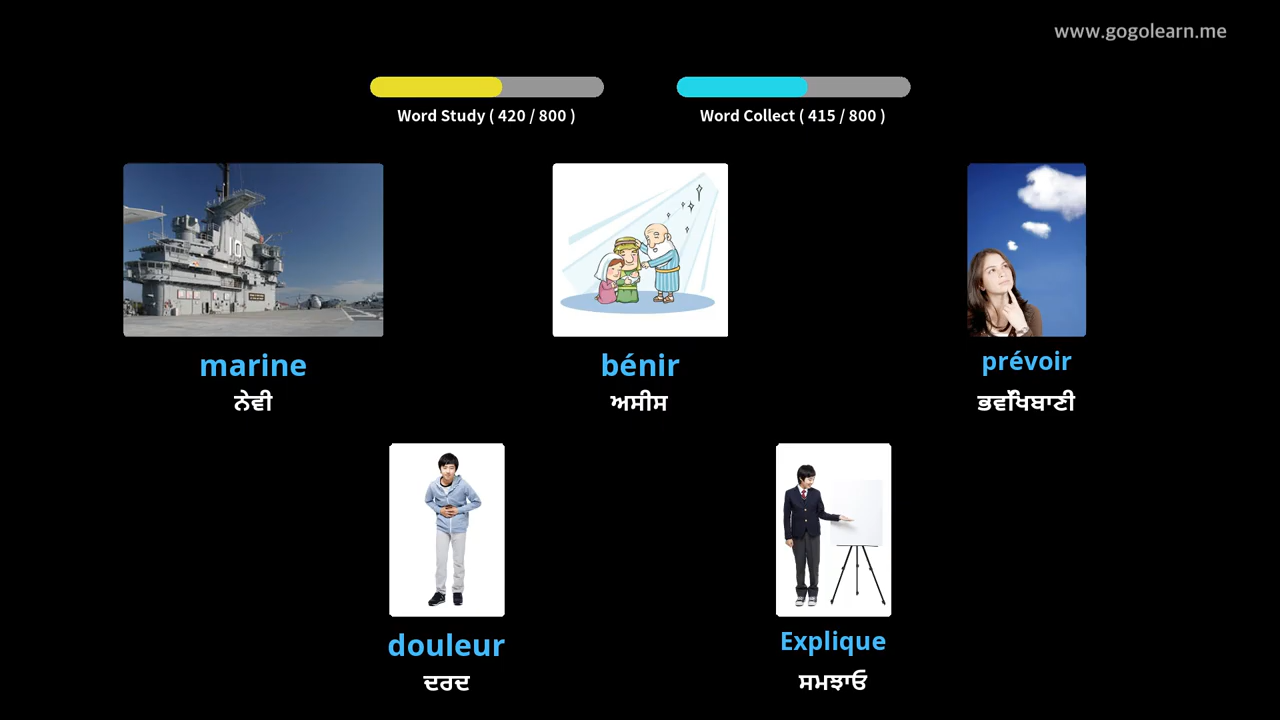 www.gogolearn.me
Word Study ( 420 / 800 )
Word Collect ( 415 / 800 )
10
marine
ਨੇਵੀ
bénir
ਅਸੀਸ
prévoir
ਭਵੱਖਿਬਾਣੀ
douleur
ਦਰਦ
Explique
ਸਮਝਾਓ